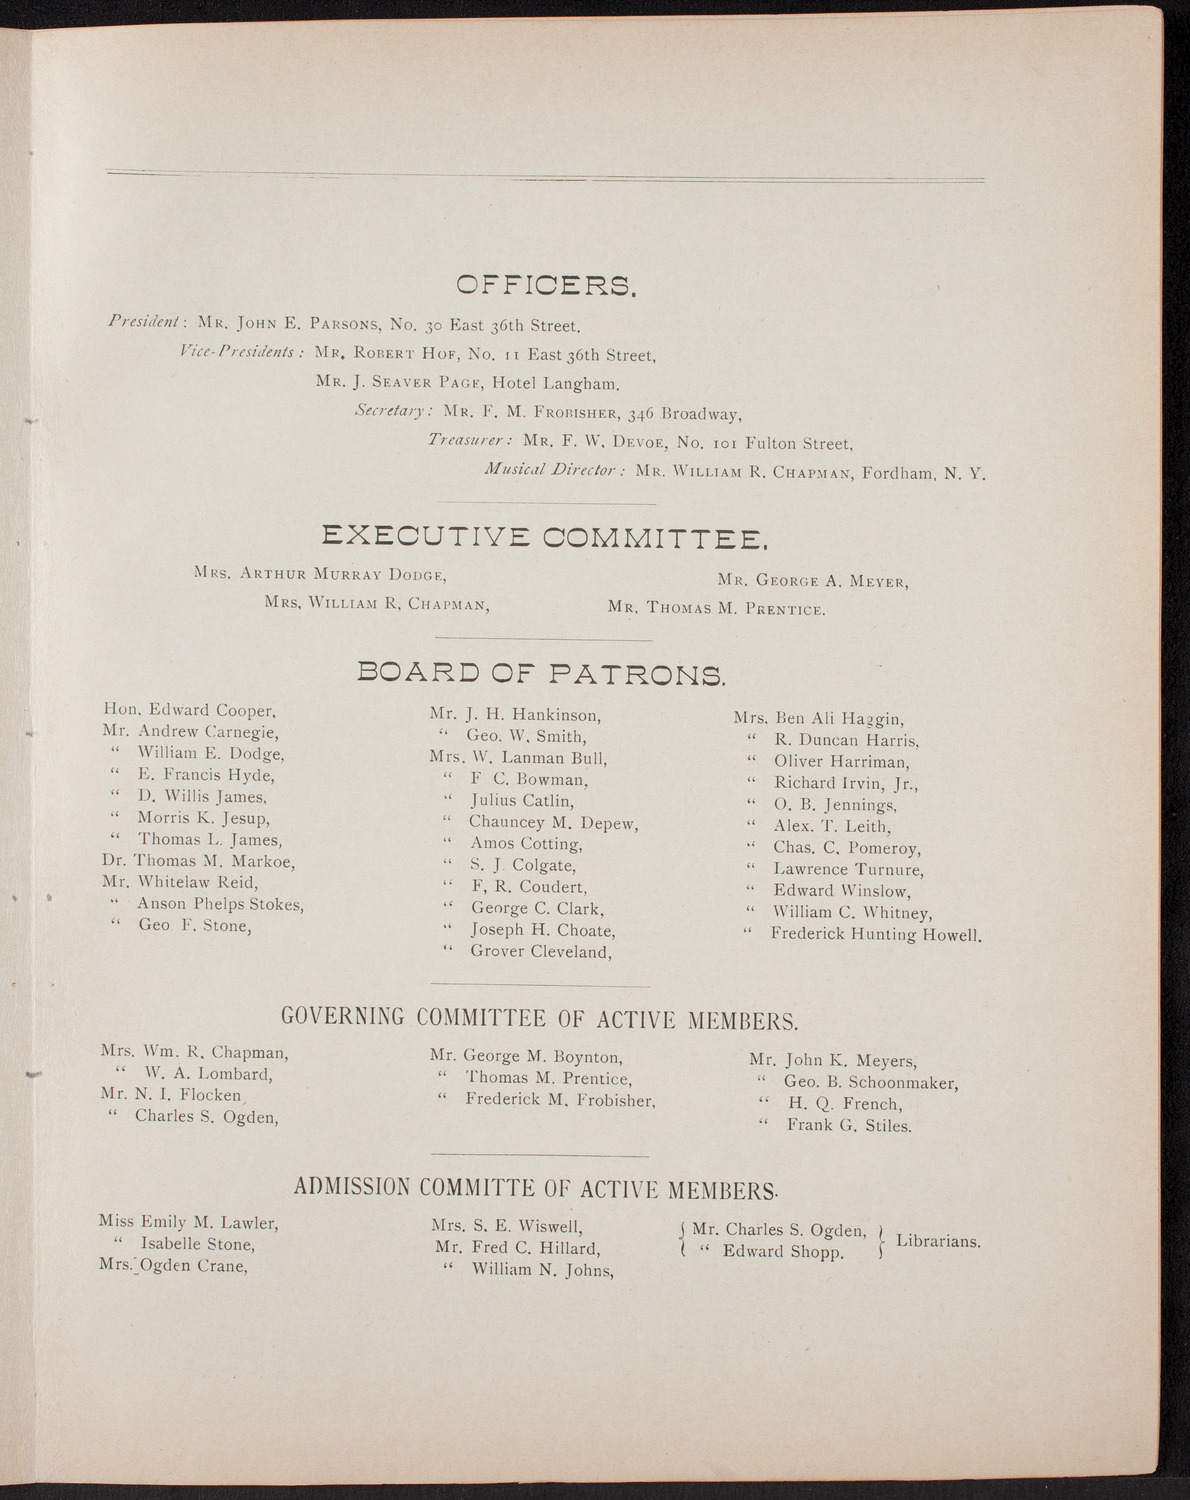 OFFICERS.
President: Mr. John E. Parsons, No. 30 East 36th Street.
Vice-Presidents: Mr. Robert Hof, No. 11 East 36th Street,
Mr. J. Seaver Page, Hotel Langham.
Secretary: Mr. F. M. Frobisher, 346 Broadway,
Treasurer: Mr. F. W. Devoe, No. 101 Fulton Street,
Musical Director: Mr. William R. Chapman, Fordham, N. Y.
EXECUTIVE COMMITTEE.
Mrs. Arthur Murray Dodge,
Mrs. William R. Chapman,
Mr. George A. Meyer,
Mr. Thomas M. Prentice.
BOARD OF PATRONS.
Hon. Edward Cooper,
Mr. Andrew Carnegie,
“ William E. Dodge,
“ E. Francis Hyde,
“ D. Willis James,
“ Morris K. Jesup,
“ Thomas L. James,
Dr. Thomas M. Markoe,
Mr. Whitelaw Reid,
“ Anson Phelps Stokes,
“ Geo. F. Stone,
Mr. J. H. Hankinson,
“ Geo. W. Smith,
Mrs. W. Lanman Bull,
“ F C. Bowman,
“ Julius Catlin,
“ Chauncey M. Depew,
“ Amos Cotting,
“ S. J. Colgate,
“ F. R. Coudert,
“ George C. Clark,
“ Joseph H. Choate,
“ Grover Cleveland,
Mrs. Ben Ali Haggin,
“ R. Duncan Harris,
“ Oliver Harriman,
“ Richard Irvin, Jr.,
“ O. B. Jennings,
“ Alex. T. Leith,
“ Chas. C. Pomeroy,
“ Lawrence Turnure,
“ Edward Winslow,
“ William C. Whitney,
“ Frederick Hunting Howell.
GOVERNING COMMITTEE OF ACTIVE MEMBERS.
Mrs. Wm. R. Chapman,
“ W. A. Lombard,
Mr. N. I. Flocken,
“ Charles S. Ogden,
Mr. George M. Boynton,
“ Thomas M. Prentice,
“ Frederick M. Frobisher,
Mr. John K. Meyers,
“ Geo. B. Schoonmaker,
“ H. Q. French,
“ Frank G. Stiles.
ADMISSION COMMITTE OF ACTIVE MEMBERS.
Miss Emily M. Lawler,
“ Isabelle Stone,
Mrs. Ogden Crane,
Mrs. S. E. Wiswell,
Mr. Fred C. Hillard,
“ William N. Johns,
{ Mr. Charles S. Ogden, }
{ “ Edward Shopp. } Librarians.